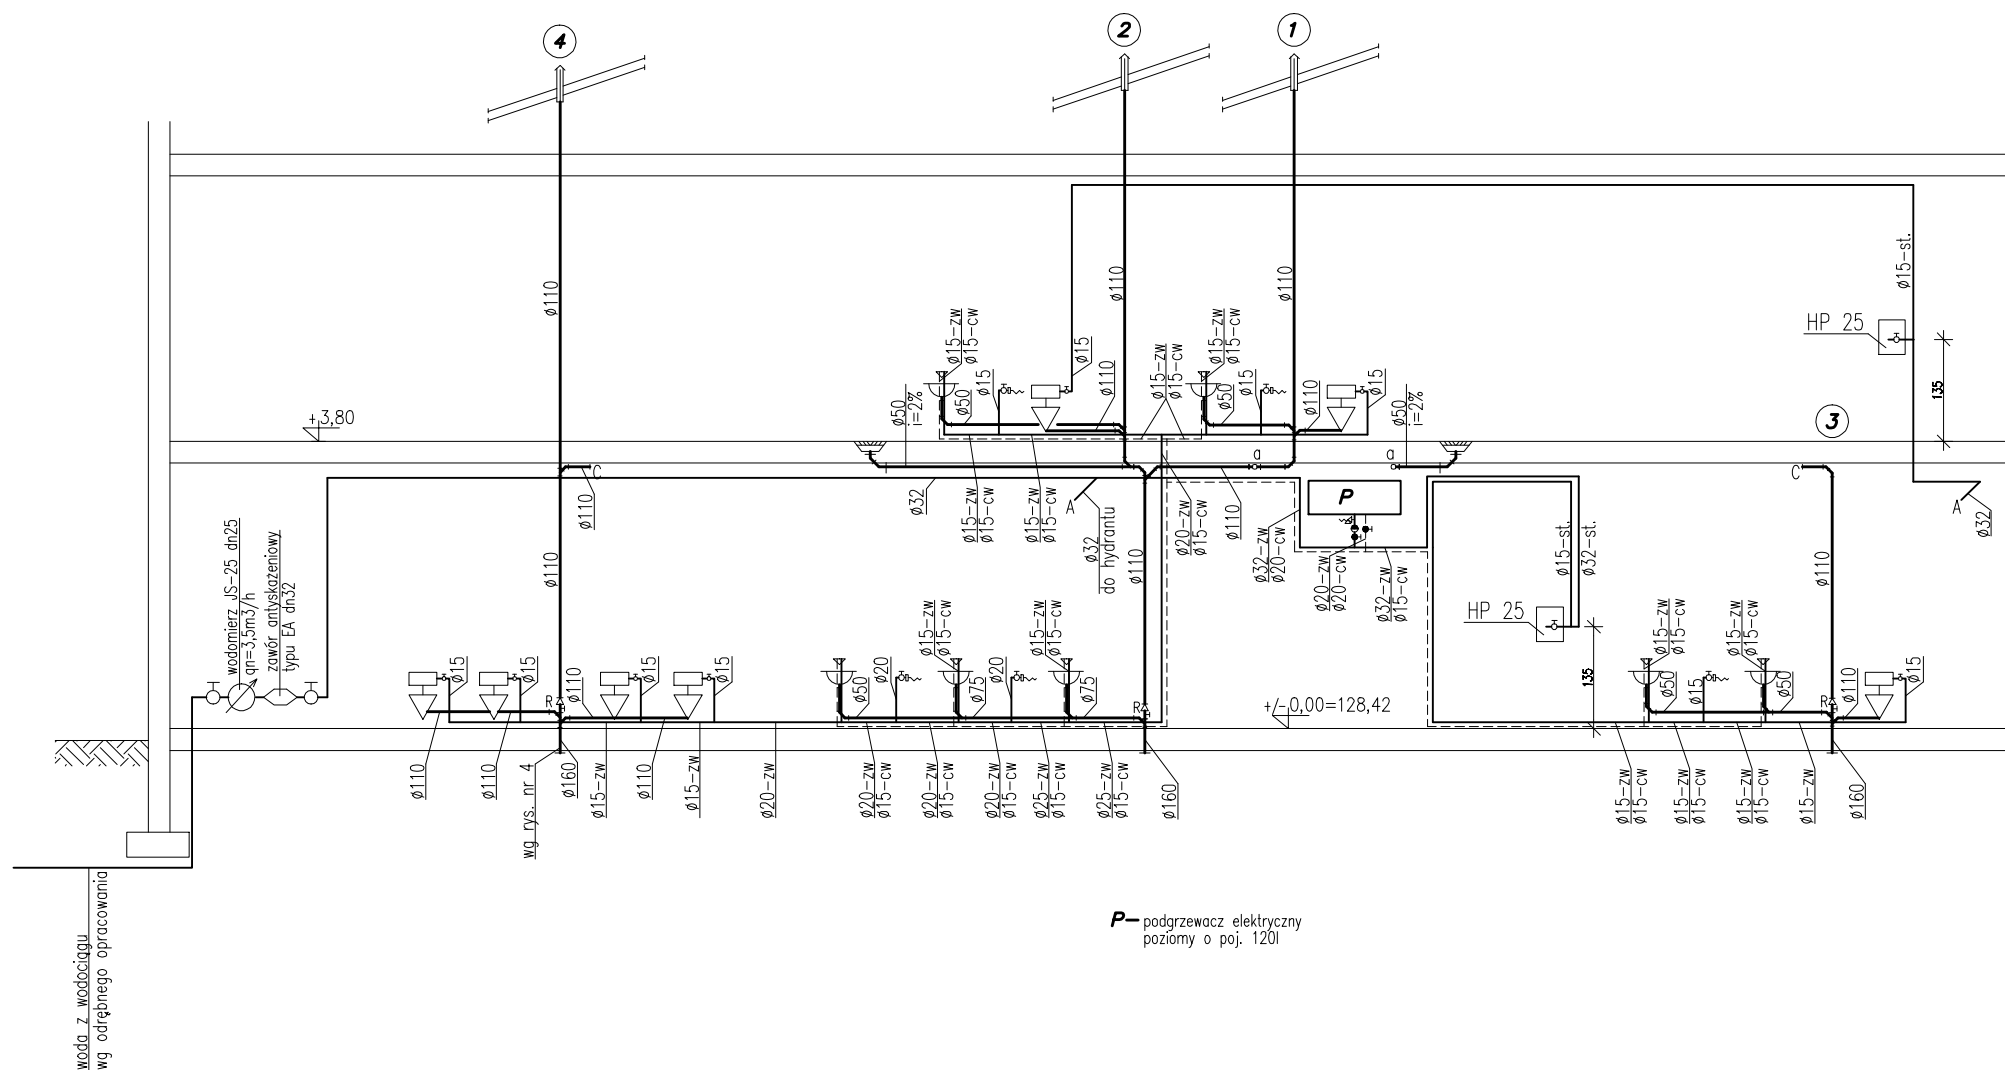 4
2
1
ø110
ø110
ø110
ø15-st.
HP 25
135
3
+3,80
ø50
i=2%
ø15-zw
ø15-cw
ø50
ø15
ø15
ø110
ø15-zw
ø15-cw
ø15-zw
ø15-cw
ø50
ø15
ø110
ø15
ø50
i=2%
C
ø110
ø32
ø15-zw
ø15-cw
ø15-zw
ø15-cw
A
ø32
do hydrantu
ø110
ø20-zw
ø15-cw
ø110
a
a
ø32-zw
ø20-cw
P
ø20-zw
ø20-cw
ø32-zw
ø15-cw
ø15-st.
ø32-st.
C
ø110
A
ø32
ø110
wodomierz JS-25 dn25
qn=3,5m3/h
zawór antyskażeniowy
typu EA dn32
HP 25
135
ø15
ø15
R
ø110
ø15
ø15
ø50
ø20
ø15-zw
ø15-cw
ø75
ø20
ø15-zw
ø15-cw
ø75
R
+/-0,00=128,42
ø15-zw
ø15-cw
ø50
ø15
ø15-zw
ø15-cw
ø50
R
ø110
ø15
ø110
ø110
wg rys. nr 4
ø160
ø15-zw
ø110
ø15-zw
ø20-zw
ø20-zw
ø15-cw
ø20-zw
ø15-cw
ø20-zw
ø15-cw
ø25-zw
ø15-cw
ø25-zw
ø15-cw
ø160
ø15-zw
ø15-cw
ø15-zw
ø15-cw
ø15-zw
ø15-cw
ø15-zw
ø160
woda z wodociągu
wg odrębnego opracowania
P- podgrzewacz elektryczny
poziomy o poj. 120l